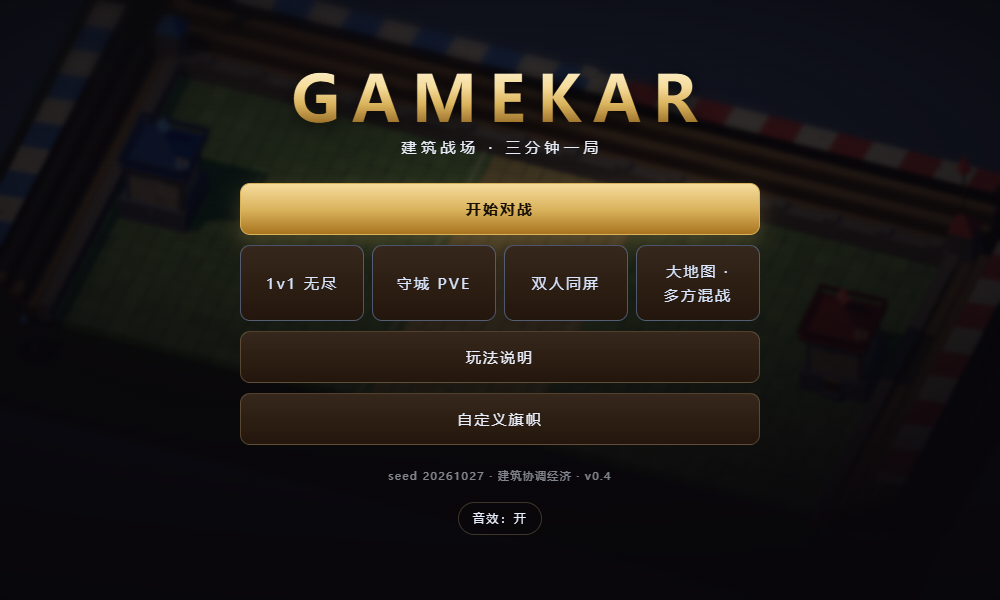 GAMEKAR
建筑战场 · 三分钟一局
开始对战
1v1 无尽
守城 PVE
双人同屏
大地图 ·
多方混战
玩法说明
自定义旗帜
seed 20261027 · 建筑协调经济 · v0.4
音效：开